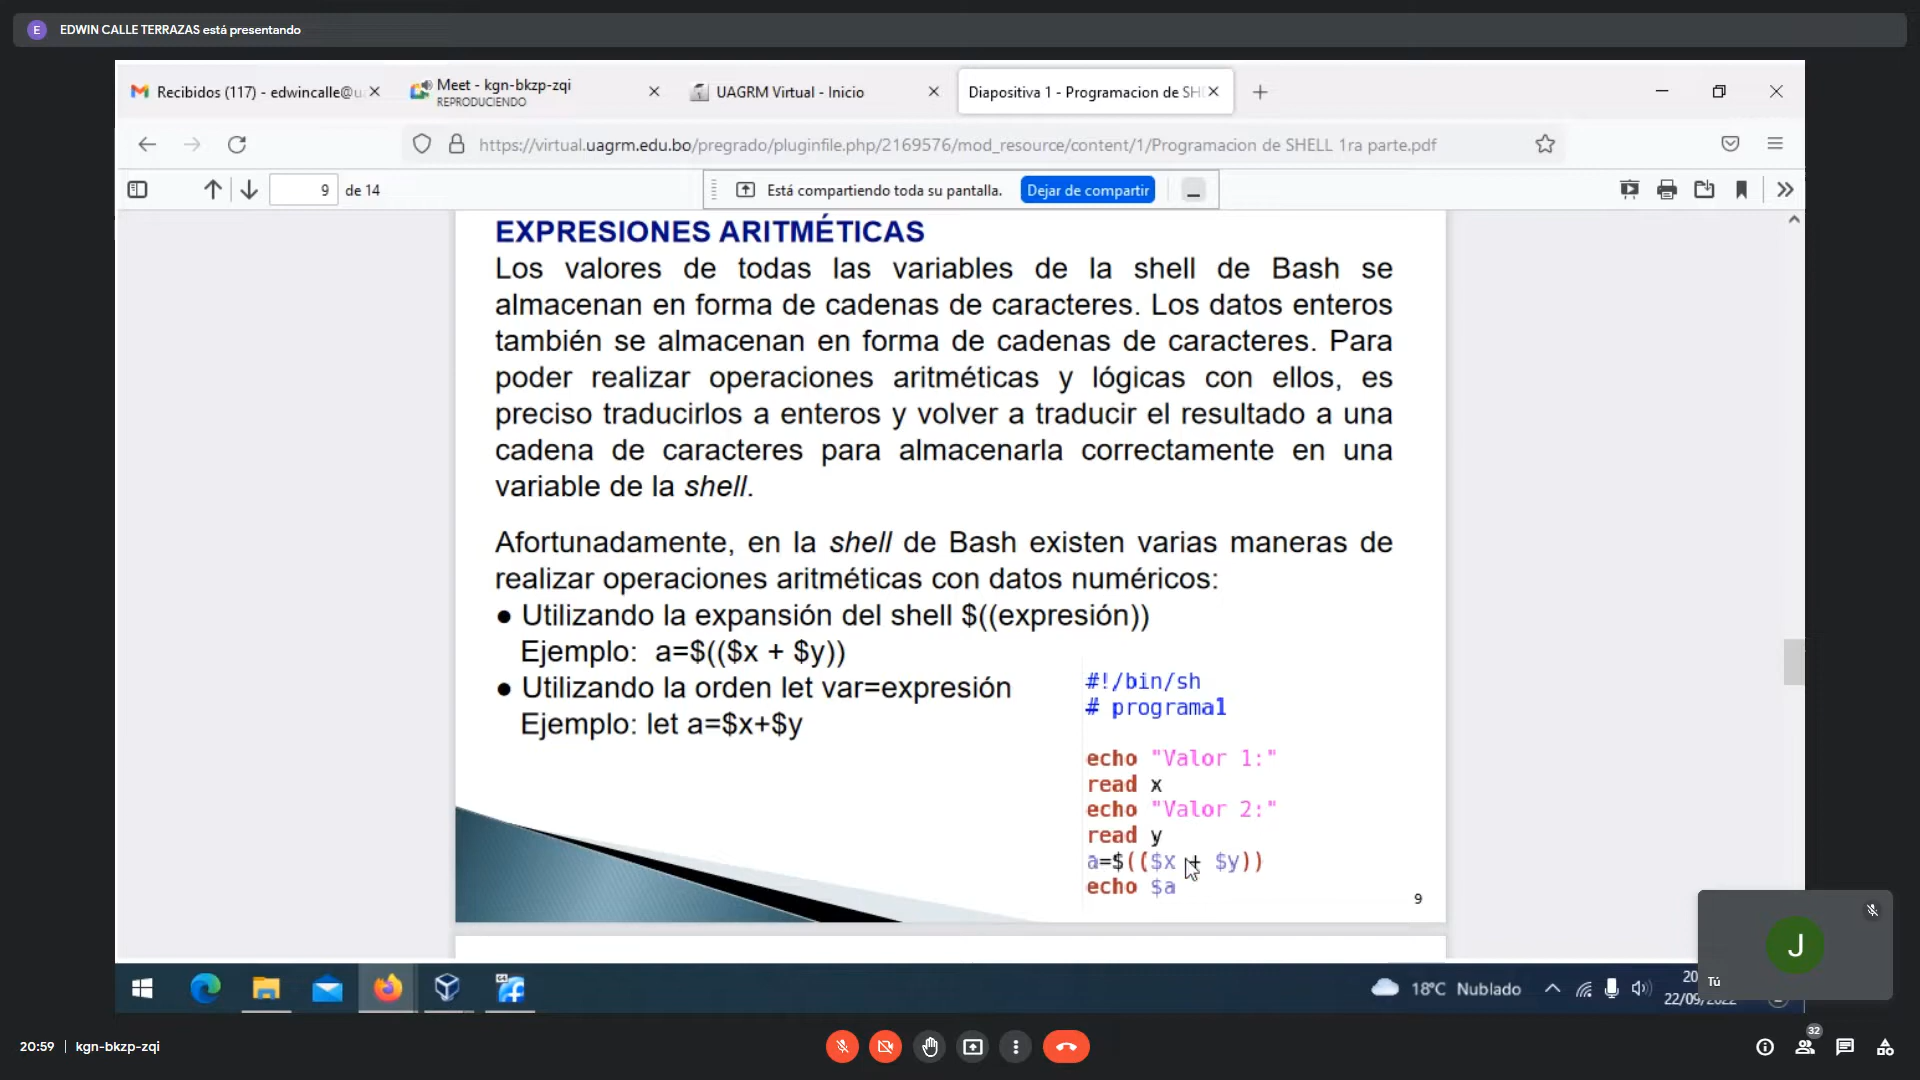 E EDWIN CALLE TERRAZAS está presentando
Recibidos (117) - edwincalle@u
Meet - kgn-bkzp-zqi
REPRODUCIENDO
UAGRM Virtual - Inicio
Diapositiva 1 - Programacion de SH
https://virtual.uagrm.edu.bo/pregrado/pluginfile.php/2169576/mod_resource/content/1/Programacion de SHELL 1ra parte.pdf
9 de 14
Está compartiendo toda su pantalla. Dejar de compartir
EXPRESIONES ARITMÉTICAS
Los valores de todas las variables de la shell de Bash se
almacenan en forma de cadenas de caracteres. Los datos enteros
también se almacenan en forma de cadenas de caracteres. Para
poder realizar operaciones aritméticas y lógicas con ellos, es
preciso traducirlos a enteros y volver a traducir el resultado a una
cadena de caracteres para almacenarla correctamente en una
variable de la shell.
Afortunadamente, en la shell de Bash existen varias maneras de
realizar operaciones aritméticas con datos numéricos:
● Utilizando la expansión del shell $((expresión))
Ejemplo: a=$(($x + $y))
● Utilizando la orden let var=expresión
Ejemplo: let a=$x+$y
#!/bin/sh
# programa1
echo "Valor 1:"
read x
echo "Valor 2:"
read y
a=$(($x + $y))
echo $a
9
J
Tú
18°C Nublado
20
22/09/2022
20:59 | kgn-bkzp-zqi
32